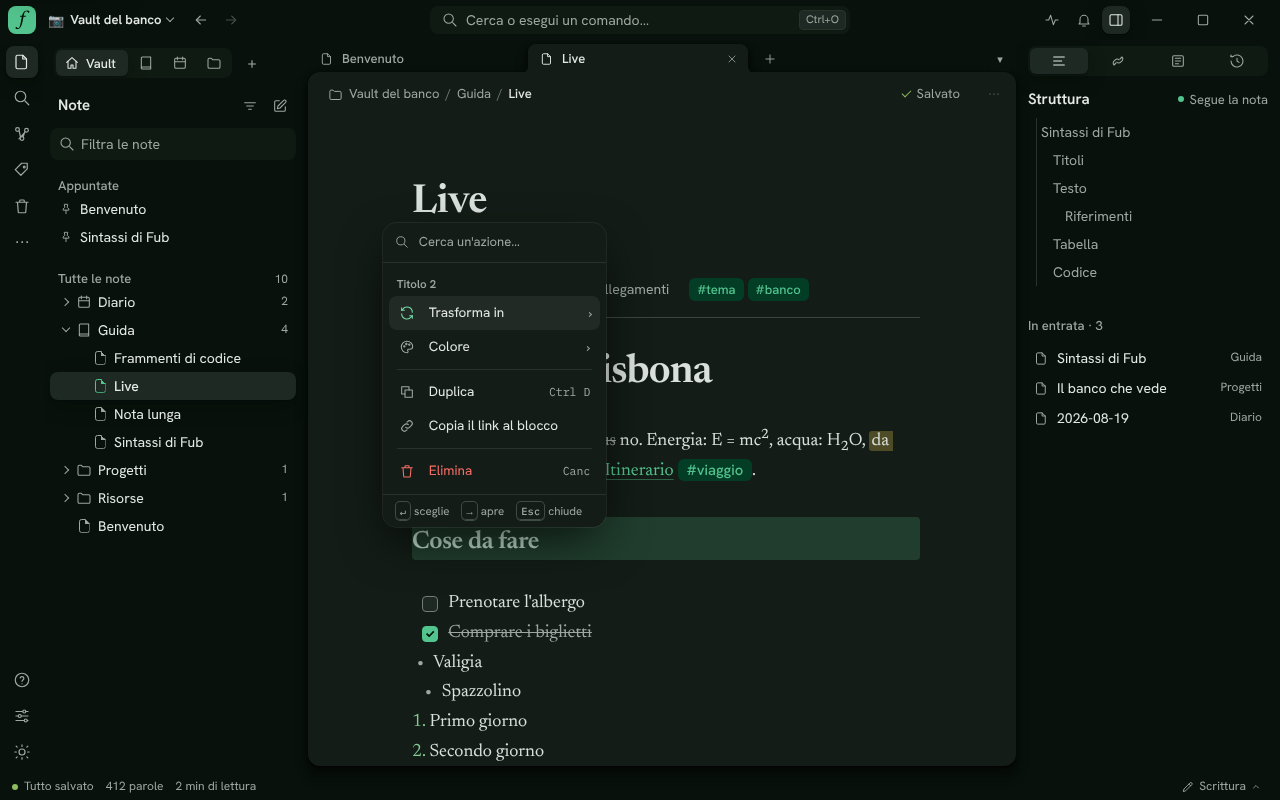 f Vault del banco
Cerca o esegui un comando...
Ctrl+O
Vault
Benvenuto
Live
Note
Filtra le note
Appuntate
Benvenuto
Sintassi di Fub
Tutte le note 10
Diario 2
Guida 4
Frammenti di codice
Live
Nota lunga
Sintassi di Fub
Progetti 1
Risorse 1
Benvenuto
Vault del banco / Guida / Live
Salvato
Live
llegamenti #tema #banco
isbona
no. Energia: E = mc², acqua: H₂O, da
Itinerario #viaggio.
Cerca un'azione...
Titolo 2
Trasforma in
Colore
Duplica Ctrl D
Copia il link al blocco
Elimina Canc
↵ sceglie → apre Esc chiude
Cose da fare
Prenotare l'albergo
Comprare i biglietti
• Valigia
• Spazzolino
1. Primo giorno
2. Secondo giorno
Struttura Segue la nota
Sintassi di Fub
Titoli
Testo
Riferimenti
Tabella
Codice
In entrata · 3
Sintassi di Fub Guida
Il banco che vede Progetti
2026-08-19 Diario
Tutto salvato 412 parole 2 min di lettura
Scrittura